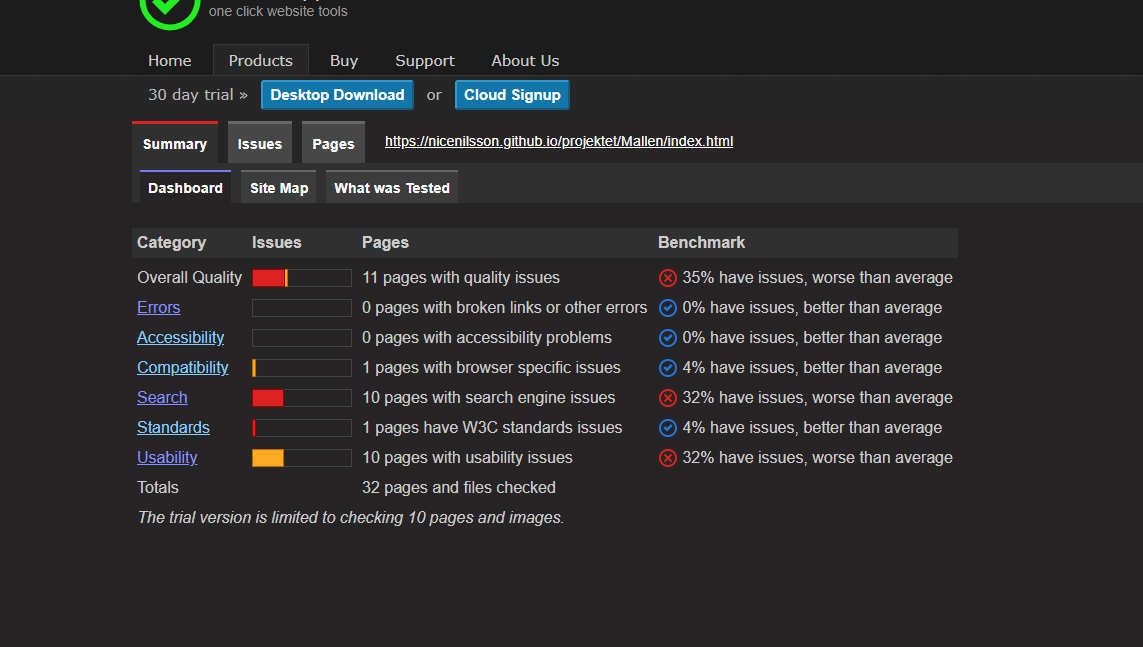 one click website tools
Home Products Buy Support About Us
30 day trial » Desktop Download or Cloud Signup
Summary Issues Pages https://nicenilsson.github.io/projektet/Mallen/index.html
Dashboard Site Map What was Tested
Category Issues Pages Benchmark
Overall Quality 11 pages with quality issues 35% have issues, worse than average
Errors 0 pages with broken links or other errors 0% have issues, better than average
Accessibility 0 pages with accessibility problems 0% have issues, better than average
Compatibility 1 pages with browser specific issues 4% have issues, better than average
Search 10 pages with search engine issues 32% have issues, worse than average
Standards 1 pages have W3C standards issues 4% have issues, better than average
Usability 10 pages with usability issues 32% have issues, worse than average
Totals 32 pages and files checked
The trial version is limited to checking 10 pages and images.